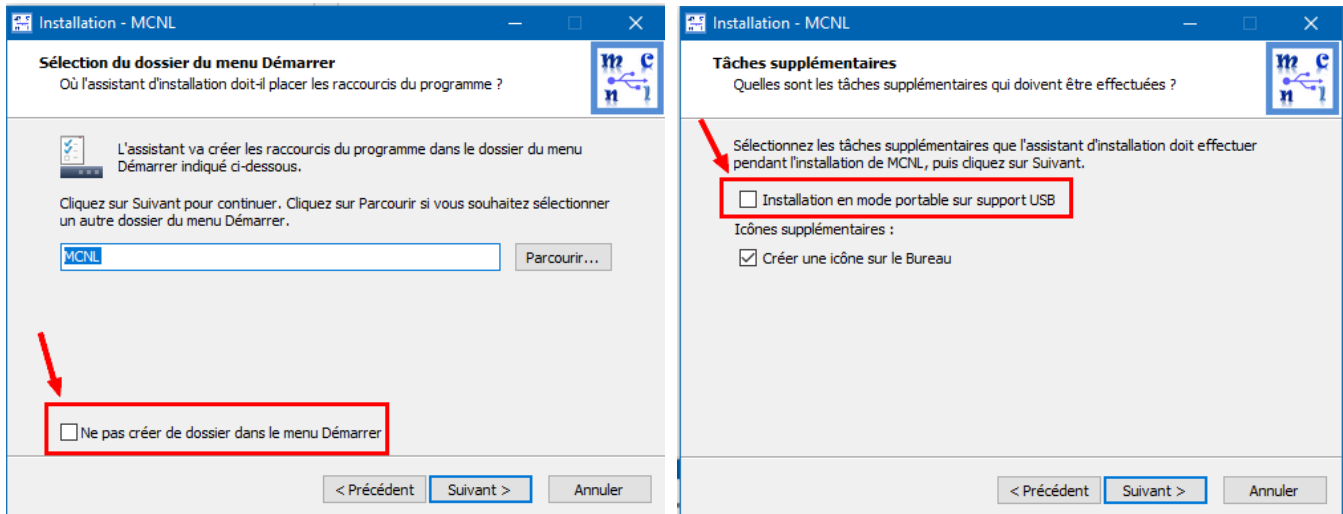 Installation - MCNL
Sélection du dossier du menu Démarrer
Où l'assistant d'installation doit-il placer les raccourcis du programme ?
m c
n l
L'assistant va créer les raccourcis du programme dans le dossier du menu
Démarrer indiqué ci-dessous.
Cliquez sur Suivant pour continuer. Cliquez sur Parcourir si vous souhaitez sélectionner
un autre dossier du menu Démarrer.
MCNL
Parcourir...
Ne pas créer de dossier dans le menu Démarrer
< Précédent
Suivant >
Annuler
Installation - MCNL
Tâches supplémentaires
Quelles sont les tâches supplémentaires qui doivent être effectuées ?
m c
n l
Sélectionnez les tâches supplémentaires que l'assistant d'installation doit effectuer
pendant l'installation de MCNL, puis cliquez sur Suivant.
Installation en mode portable sur support USB
Icônes supplémentaires :
Créer une icône sur le Bureau
< Précédent
Suivant >
Annuler